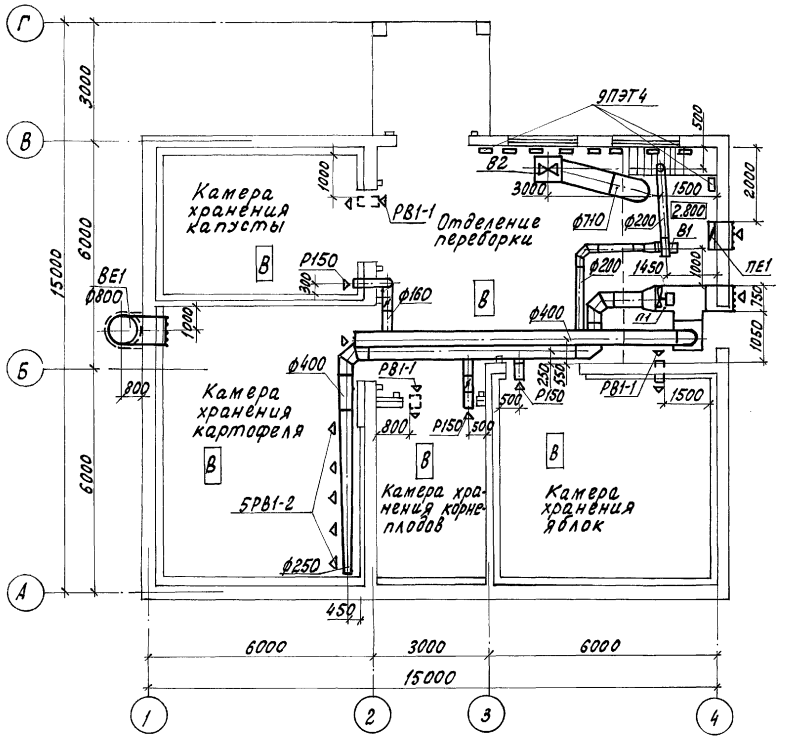 Г
3000
В
9ПЭТ4
500
В2
3000
1500
2000
1000
Камера
хранения
капусты
РВ1-1
Отделение
переборки
ф710
ф200
2.800
В1
6000
15000
Р150
В
300
ф160
В
ф200
1450
1000
ПЕ1
ВЕ1
ф800
1000
П1
750
ф400
1050
Б
800
ф400
РВ1-1
250
550
Р150
РВ1-1
1500
Камера
хранения
картофеля
800
Р150
500
500
В
В
В
6000
5РВ1-2
Камера хра-
нения корне-
плодов
Камера
хранения
яблок
ф250
А
450
6000
3000
6000
15000
1
2
3
4